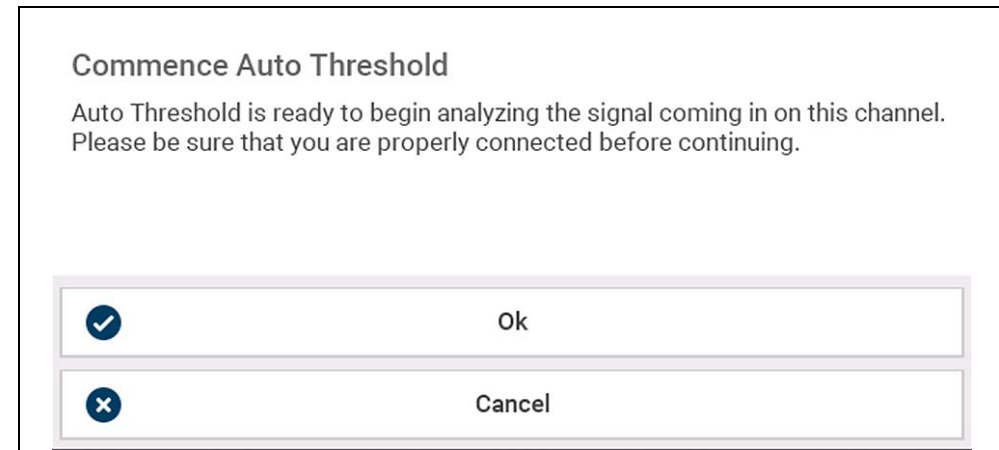 Commence Auto Threshold
Auto Threshold is ready to begin analyzing the signal coming in on this channel.
Please be sure that you are properly connected before continuing.
Ok
Cancel